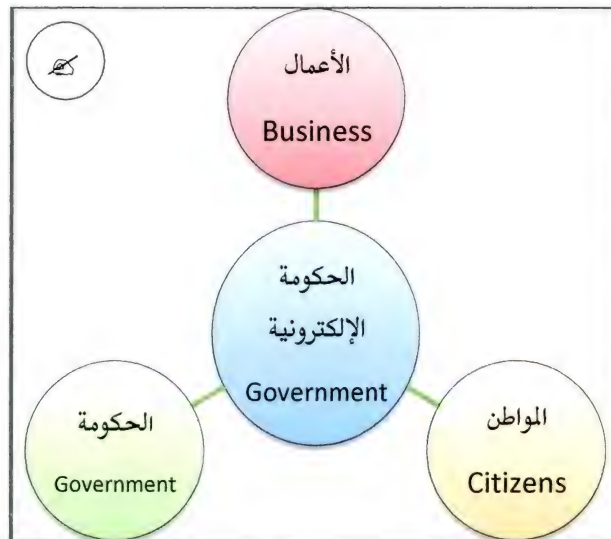 الأعمال
Business
الحكومة
الإلكترونية
Government
الحكومة
Government
المواطن
Citizens